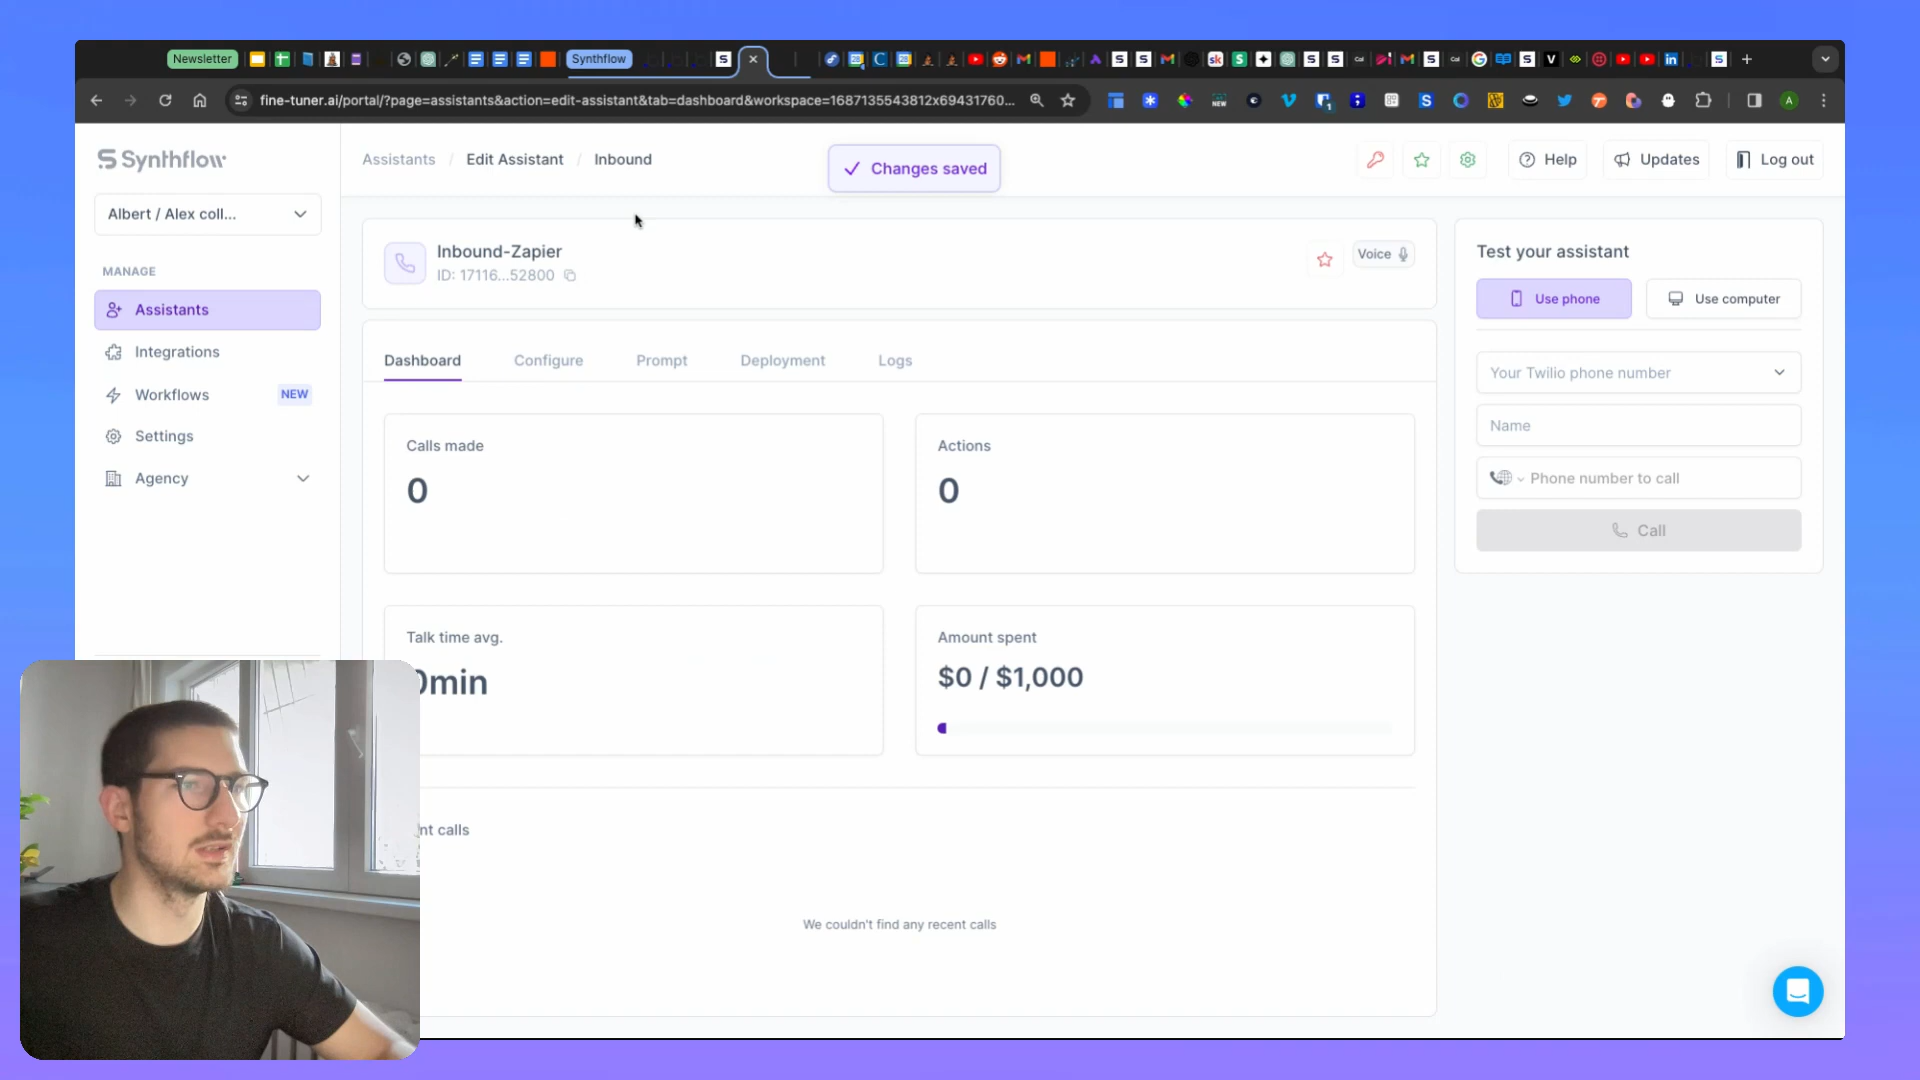 Newsletter
Synthflow
fine-tuner.ai/portal/?page=assistants&action=edit-assistant&tab=dashboard&workspace=1687135543812x69431760...
Synthflow
Assistants / Edit Assistant / Inbound
Changes saved
Help
Updates
Log out
Albert / Alex coll...
MANAGE
Assistants
Integrations
Workflows NEW
Settings
Agency
Inbound-Zapier
ID: 17116...52800
Voice
Dashboard
Configure
Prompt
Deployment
Logs
Calls made
0
Actions
0
Talk time avg.
0min
Amount spent
$0 / $1,000
nt calls
We couldn't find any recent calls
Test your assistant
Use phone
Use computer
Your Twilio phone number
Name
Phone number to call
Call